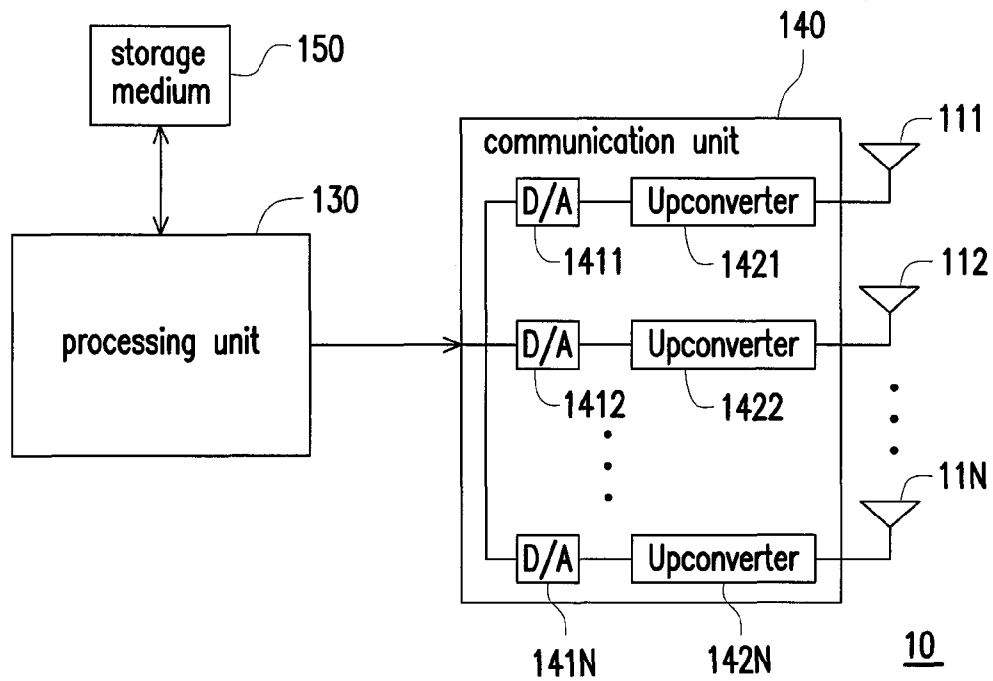 storage
medium
150
140
communication unit
111
D/A
Upconverter
1411
1421
130
processing unit
112
D/A
Upconverter
1412
1422
11N
D/A
Upconverter
141N
142N
10